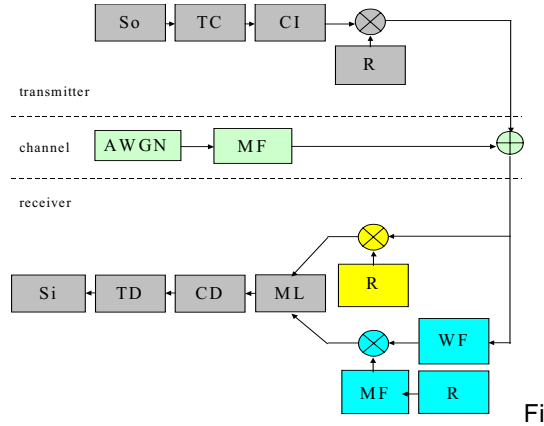 So TC CI
R
transmitter
channel AWGN MF
receiver
R
Si TD CD ML
WF
MF R
Fi